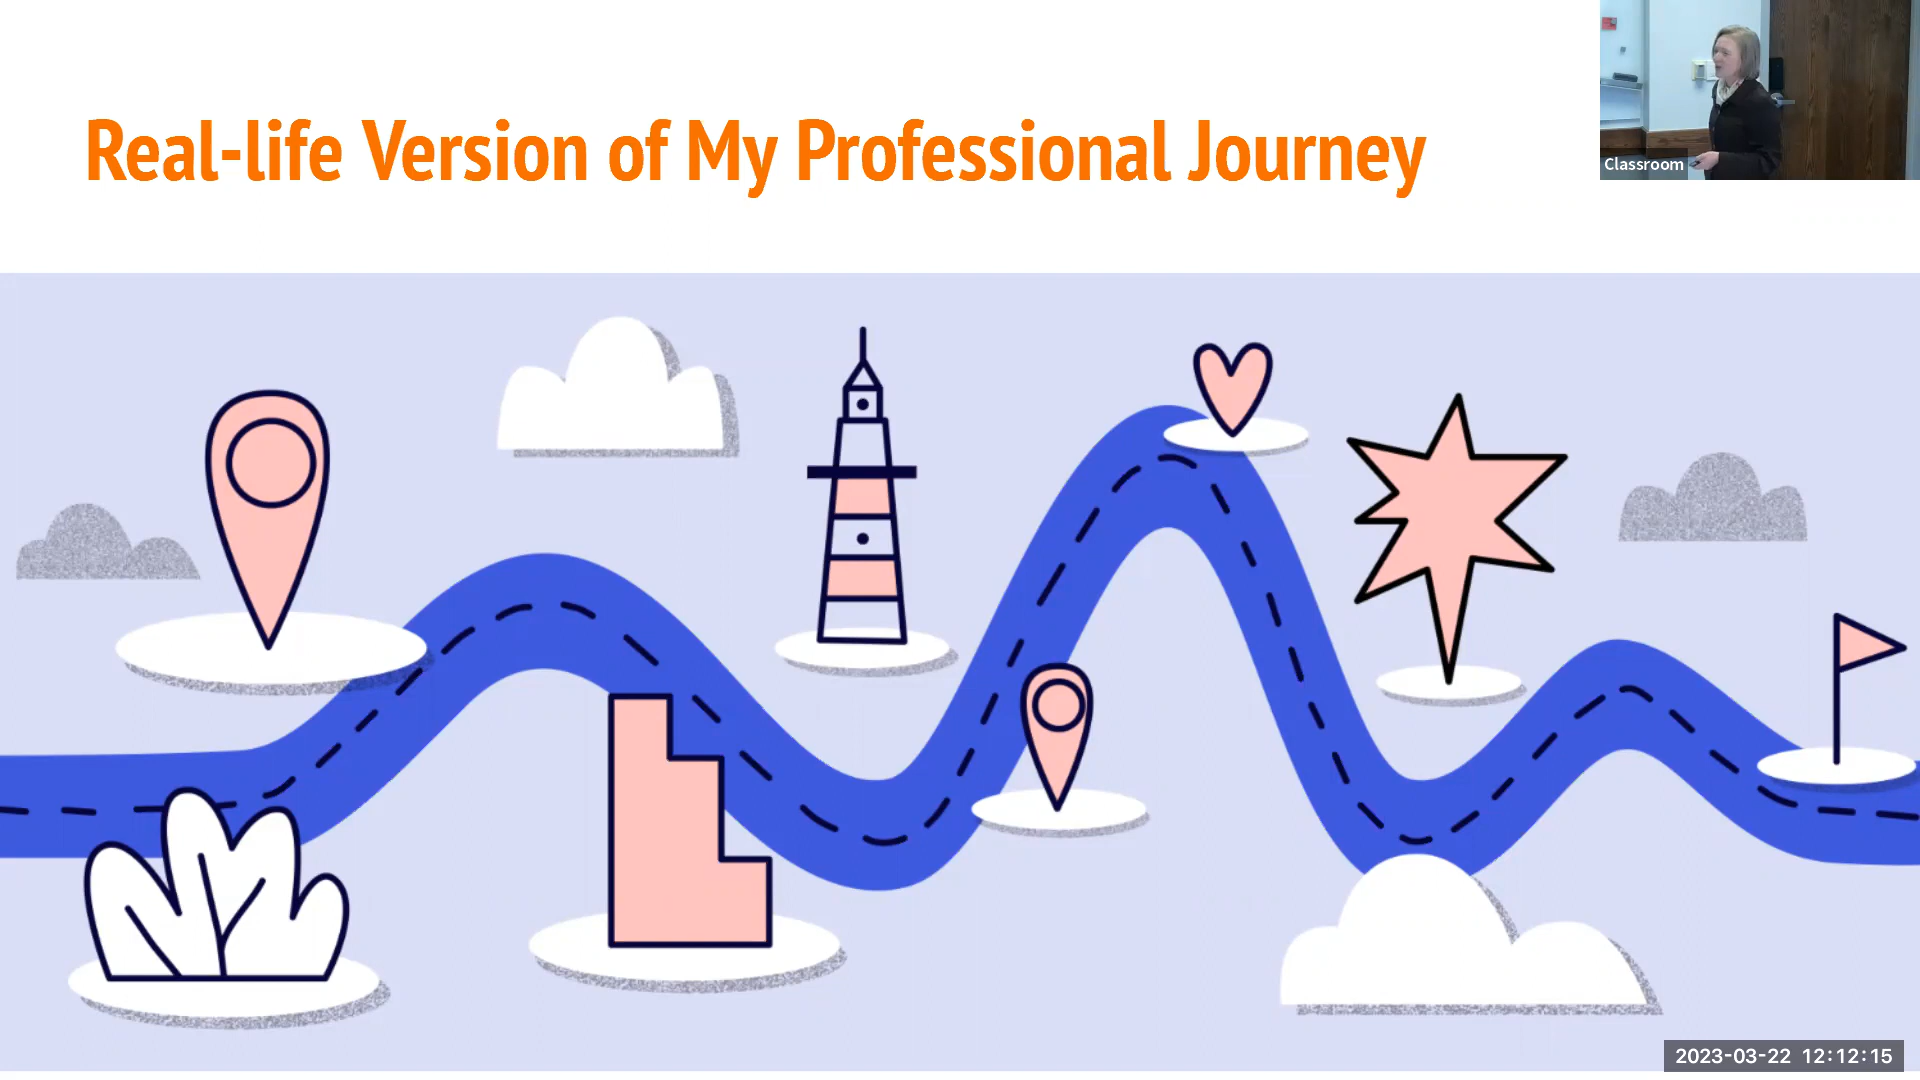 Real-life Version of My Professional Journey
Classroom
2023-03-22 12:12:15